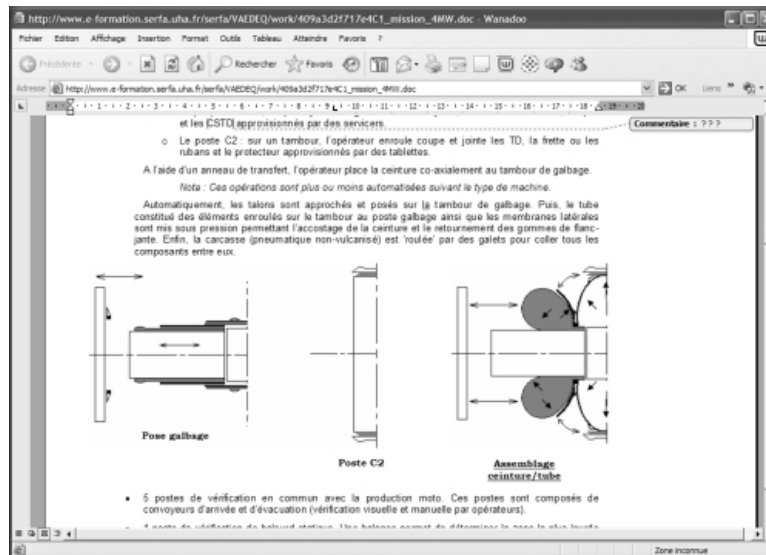 http://www.e-formation.serfa.uha.fr/serfa/VAEDEQ/work/409a3d2f717e4C1_mission_4MW.doc - Wanadoo
Fichier Edition Affichage Insertion Format Outils Tableau Atteindre Favoris ?
Précédente Rechercher Favoris
Adresse http://www.e-formation.serfa.uha.fr/serfa/VAEDEQ/work/409a3d2f717e4C1_mission_4MW.doc OK Liens
et les CSTD approvisionnés par des servicers.
Commentaire : ? ? ?
o Le poste C2 : sur un tambour, l'opérateur enroule coupe et jointe les TD, la frette ou les
rubans et le protecteur approvisionnés par des tablettes.
A l'aide d'un anneau de transfert, l'opérateur place la ceinture co-axialement au tambour de galbage.
Nota : Ces opérations sont plus ou moins automatisées suivant le type de machine.
Automatiquement, les talons sont approchés et posés sur la tambour de galbage. Puis, le tube
constitué des éléments enroulés sur le tambour au poste galbage ainsi que les membranes latérales
sont mis sous pression permettant l'accostage de la ceinture et le retournement des gommes de flanc-
jante. Enfin, la carcasse (pneumatique non-vulcanisé) est 'roulée' par des galets pour coller tous les
composants entre eux.
Pose galbage
Poste C2
Assemblage
ceinture/tube
• 5 postes de vérification en commun avec la production moto. Ces postes sont composés de
convoyeurs d'arrivée et d'évacuation (vérification visuelle et manuelle par opérateurs).
Zone inconnue